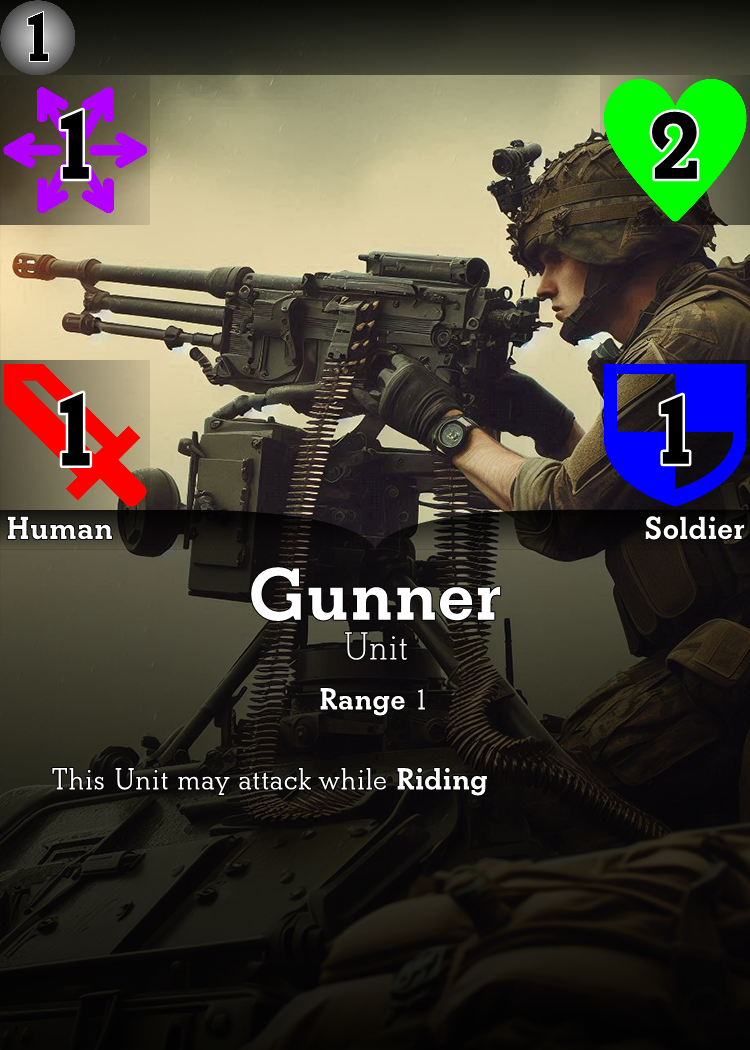 1
1
2
1
1
Human
Soldier
Gunner
Unit
Range 1
This Unit may attack while Riding